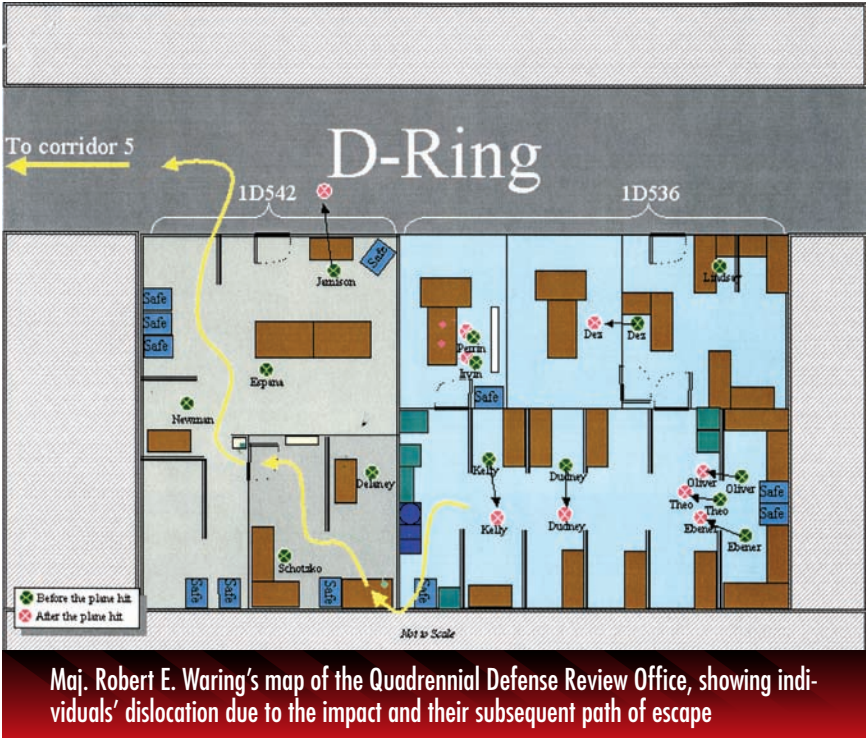 To corridor 5
D-Ring
1D542
1D536
Safe
Jamison
Lindsay
Safe
Safe
Safe
Dez
Dez
Perrin
Irvin
Espana
Safe
Newman
Delaney
Kelly
Dudney
Oliver
Oliver
Safe
Theo
Theo
Safe
Kelly
Dudney
Ebener
Ebener
Schotzko
Safe
Safe
Safe
Safe
Before the plane hit
After the plane hit
Not to Scale
Maj. Robert E. Waring’s map of the Quadrennial Defense Review Office, showing indi-
viduals’ dislocation due to the impact and their subsequent path of escape